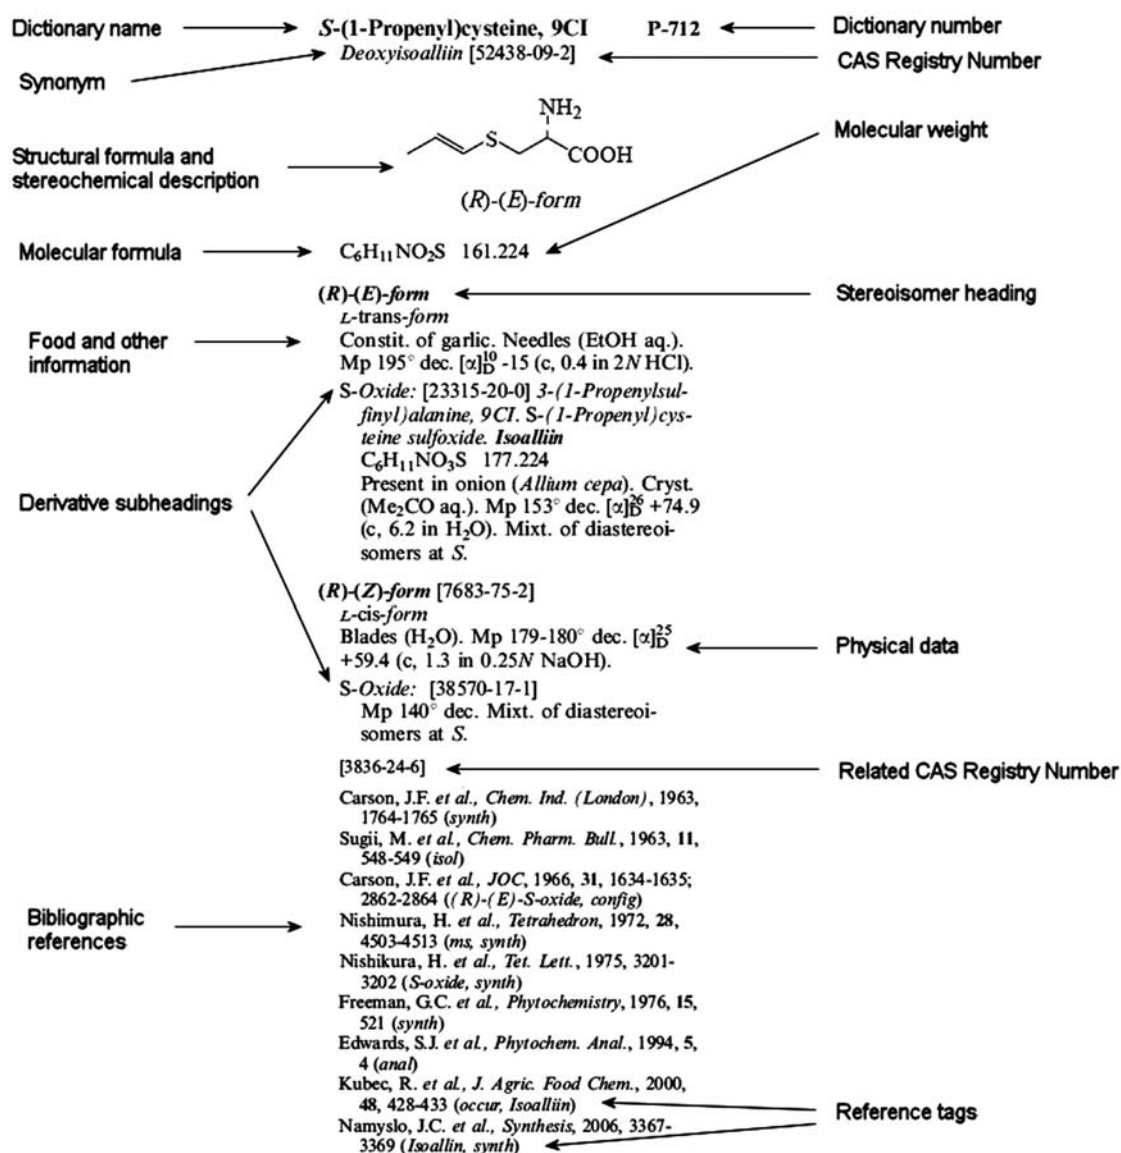 Dictionary name S-(1-Propenyl)cysteine, 9CI P-712 Dictionary number
Deoxyisoalliin [52438-09-2] CAS Registry Number
Synonym
NH2
S
COOH
Molecular weight
Structural formula and
stereochemical description
(R)-(E)-form
Molecular formula C6H11NO2S 161.224
(R)-(E)-form Stereoisomer heading
L-trans-form
Food and other
information
Constit. of garlic. Needles (EtOH aq.).
Mp 195° dec. [α]D10 -15 (c, 0.4 in 2N HCl).
S-Oxide: [23315-20-0] 3-(1-Propenylsul-
finyl)alanine, 9CI. S-(1-Propenyl)cys-
teine sulfoxide. Isoalliin
C6H11NO3S 177.224
Derivative subheadings
Present in onion (Allium cepa). Cryst.
(Me2CO aq.). Mp 153° dec. [α]D26 +74.9
(c, 6.2 in H2O). Mixt. of diastereoi-
somers at S.
(R)-(Z)-form [7683-75-2]
L-cis-form
Blades (H2O). Mp 179-180° dec. [α]D25
+59.4 (c, 1.3 in 0.25N NaOH).
Physical data
S-Oxide: [38570-17-1]
Mp 140° dec. Mixt. of diastereoi-
somers at S.
[3836-24-6] Related CAS Registry Number
Carson, J.F. et al., Chem. Ind. (London), 1963,
1764-1765 (synth)
Sugii, M. et al., Chem. Pharm. Bull., 1963, 11,
548-549 (isol)
Carson, J.F. et al., JOC, 1966, 31, 1634-1635;
2862-2864 ((R)-(E)-S-oxide, config)
Bibliographic
references
Nishimura, H. et al., Tetrahedron, 1972, 28,
4503-4513 (ms, synth)
Nishikura, H. et al., Tet. Lett., 1975, 3201-
3202 (S-oxide, synth)
Freeman, G.C. et al., Phytochemistry, 1976, 15,
521 (synth)
Edwards, S.J. et al., Phytochem. Anal., 1994, 5,
4 (anal)
Kubec, R. et al., J. Agric. Food Chem., 2000,
48, 428-433 (occur, Isoalliin)
Reference tags
Namyslo, J.C. et al., Synthesis, 2006, 3367-
3369 (Isoallin, synth)